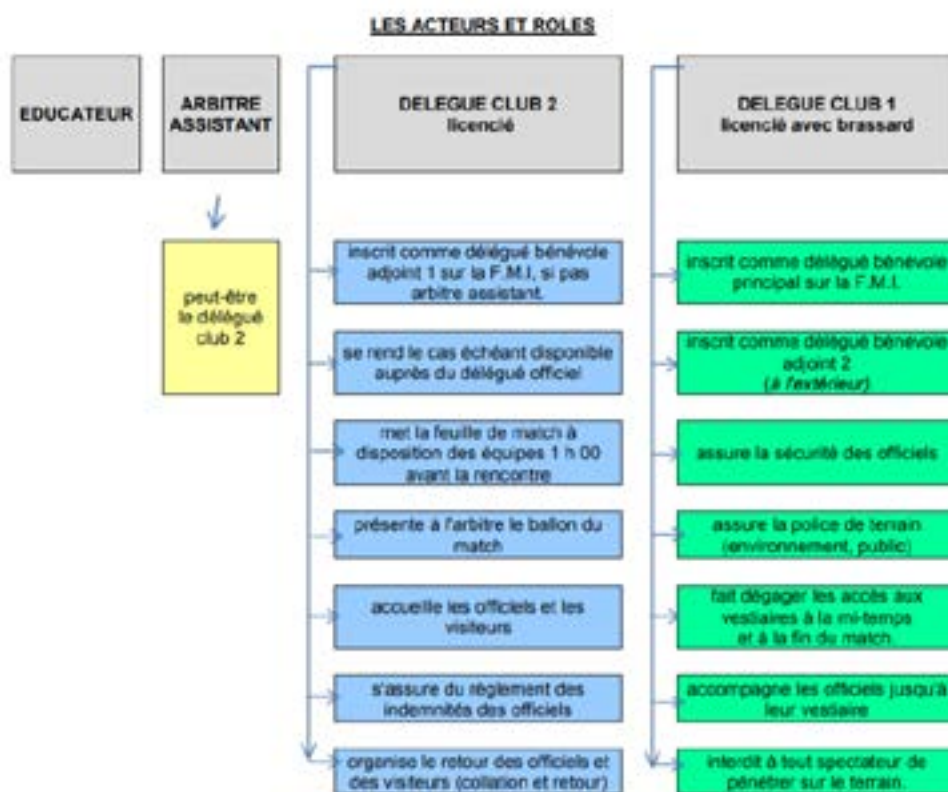 LES ACTEURS ET ROLES
EDUCATEUR
ARBITRE
ASSISTANT
DELEGUE CLUB 2
licencié
DELEGUE CLUB 1
licencié avec brassard
peut-être
le délégué
club 2
inscrit comme délégué bénévole
adjoint 1 sur la F.M.I, si pas
arbitre assistant.
se rend le cas échéant disponible
auprès du délégué officiel
met la feuille de match à
disposition des équipes 1 h 00
avant la rencontre
présente à l'arbitre le ballon du
match
accueille les officiels et les
visiteurs
s'assure du règlement des
indemnités des officiels
organise le retour des officiels et
des visiteurs (collation et retour)
inscrit comme délégué bénévole
principal sur la F.M.I.
inscrit comme délégué bénévole
adjoint 2
(à l'extérieur)
assure la sécurité des officiels
assure la police de terrain
(environnement, public)
fait dégager les accès aux
vestiaires à la mi-temps
et à la fin du match.
accompagne les officiels jusqu'à
leur vestiaire
interdit à tout spectateur de
pénétrer sur le terrain.